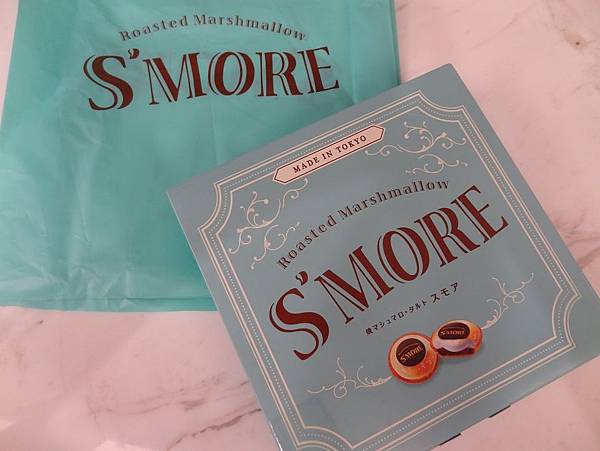 Roasted Marshmallow
S'MORE
MADE IN TOKYO
Roasted Marshmallow
S'MORE
焼マシュマロ・タルト スモア
S'MORE
S'MORE